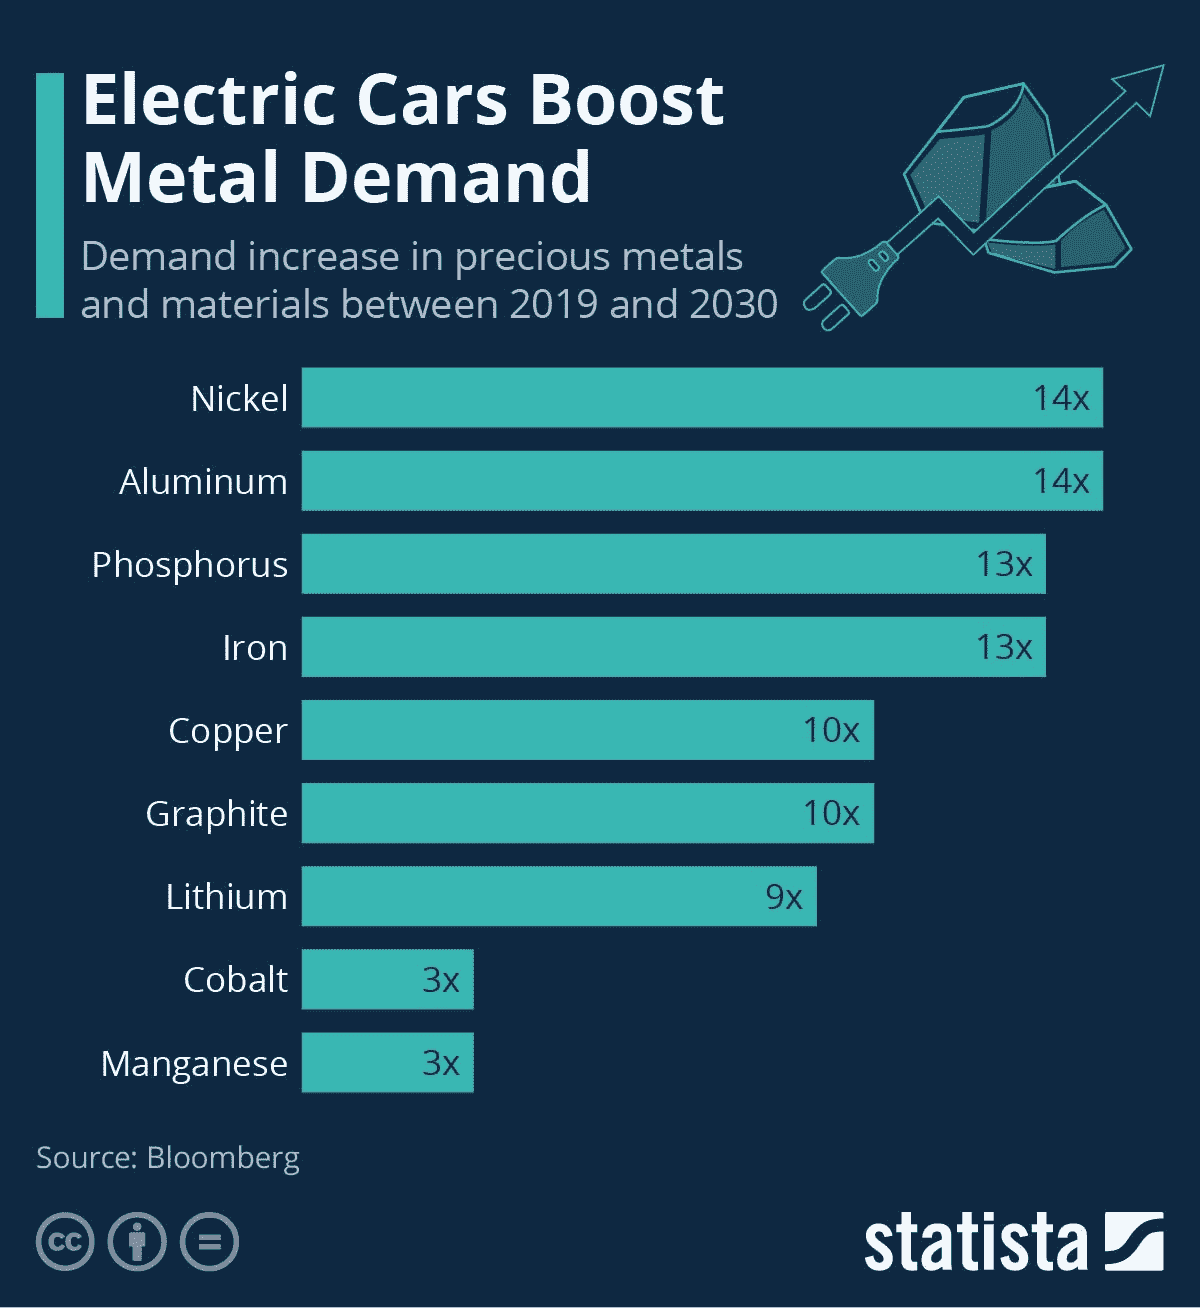 Electric Cars Boost
Metal Demand
Demand increase in precious metals
and materials between 2019 and 2030
Nickel 14x
Aluminum 14x
Phosphorus 13x
Iron 13x
Copper 10x
Graphite 10x
Lithium 9x
Cobalt 3x
Manganese 3x
Source: Bloomberg
cc
statista